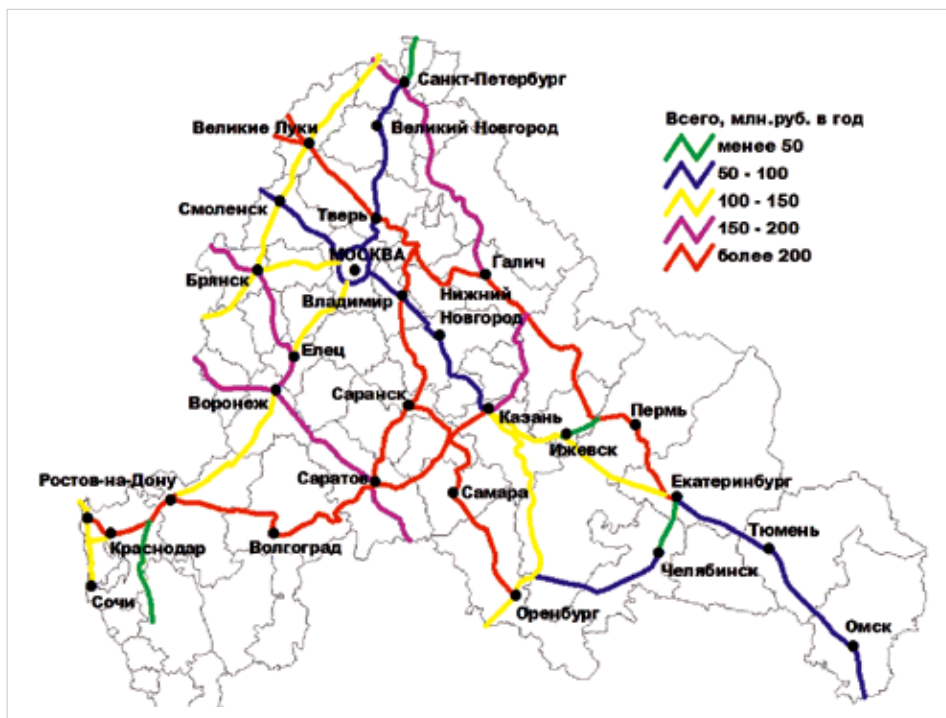 Санкт-Петербург
Всего, млн.руб. в год
Великие Луки
Великий Новгород
менее 50
50 - 100
100 - 150
Смоленск
Тверь
150 - 200
МОСКВА
Галич
более 200
Брянск
Владимир
Нижний
Новгород
Елец
Воронеж
Саранск
Казань
Пермь
Ижевск
Ростов-на-Дону
Саратов
Самара
Екатеринбург
Тюмень
Краснодар
Волгоград
Челябинск
Сочи
Оренбург
Омск